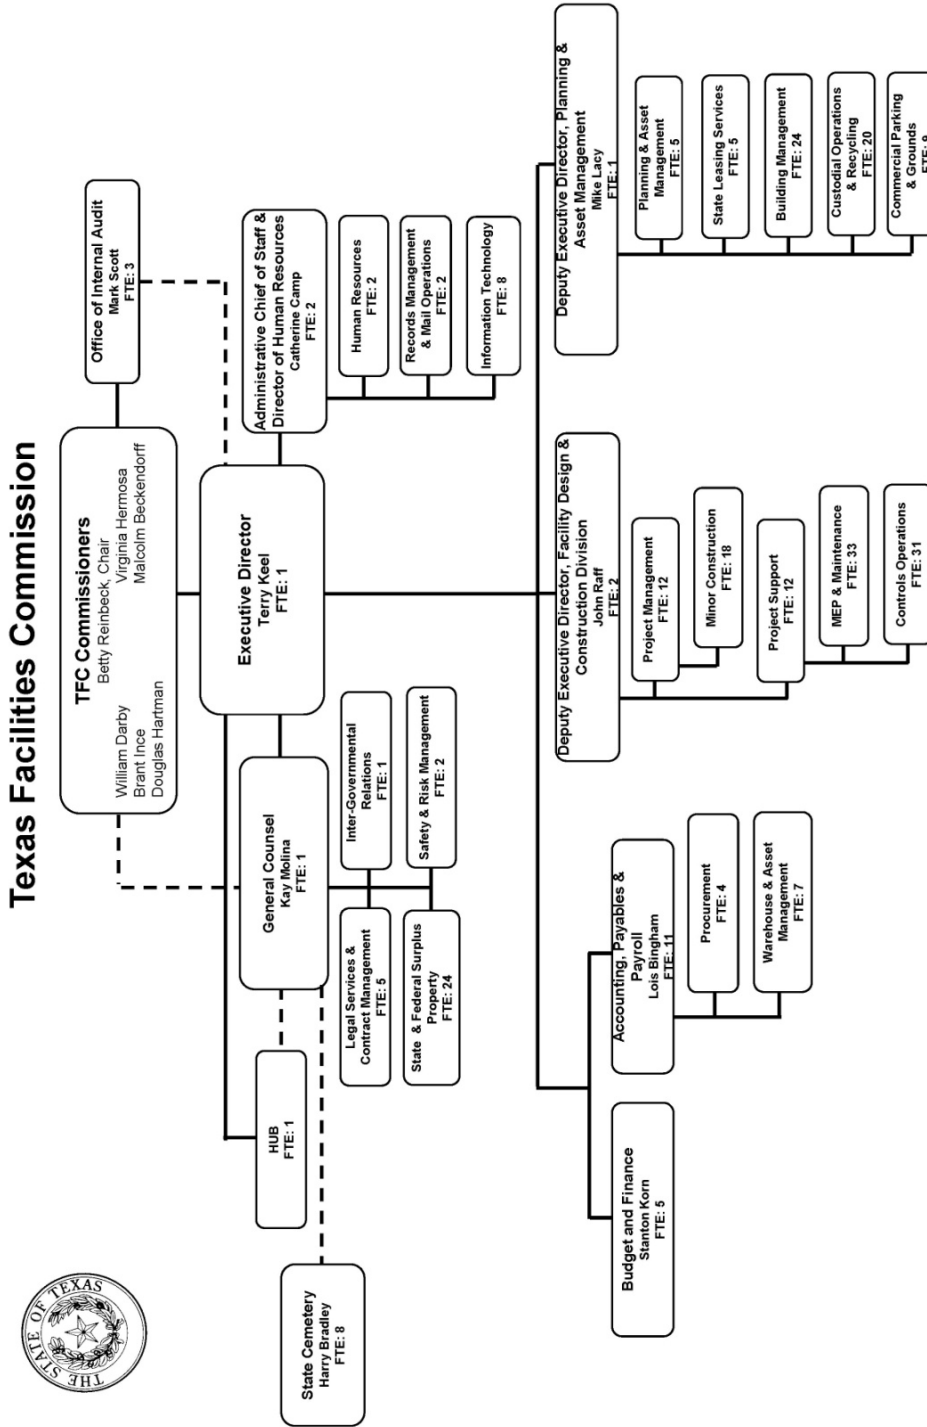 Texas Facilities Commission
THE STATE OF TEXAS
TFC Commissioners
Betty Reinbeck, Chair
William Darby
Virginia Hermosa
Brant Ince
Malcolm Beckendorff
Douglas Hartman
Office of Internal Audit
Mark Scott
FTE: 3
Executive Director
Terry Keel
FTE: 1
State Cemetery
Harry Bradley
FTE: 8
HUB
FTE: 1
General Counsel
Kay Molina
FTE: 1
Legal Services &
Contract Management
FTE: 5
Inter-Governmental
Relations
FTE: 1
State & Federal Surplus
Property
FTE: 24
Safety & Risk Management
FTE: 2
Administrative Chief of Staff &
Director of Human Resources
Catherine Camp
FTE: 2
Human Resources
FTE: 2
Records Management
& Mail Operations
FTE: 2
Information Technology
FTE: 8
Budget and Finance
Stanton Korn
FTE: 5
Accounting, Payables &
Payroll
Lois Bingham
FTE: 11
Procurement
FTE: 4
Warehouse & Asset
Management
FTE: 7
Deputy Executive Director, Facility Design &
Construction Division
John Raff
FTE: 2
Project Management
FTE: 12
Minor Construction
FTE: 18
Project Support
FTE: 12
MEP & Maintenance
FTE: 33
Controls Operations
FTE: 31
Deputy Executive Director, Planning &
Asset Management
Mike Lacy
FTE: 1
Planning & Asset
Management
FTE: 5
State Leasing Services
FTE: 5
Building Management
FTE: 24
Custodial Operations
& Recycling
FTE: 20
Commercial Parking
& Grounds
FTE: